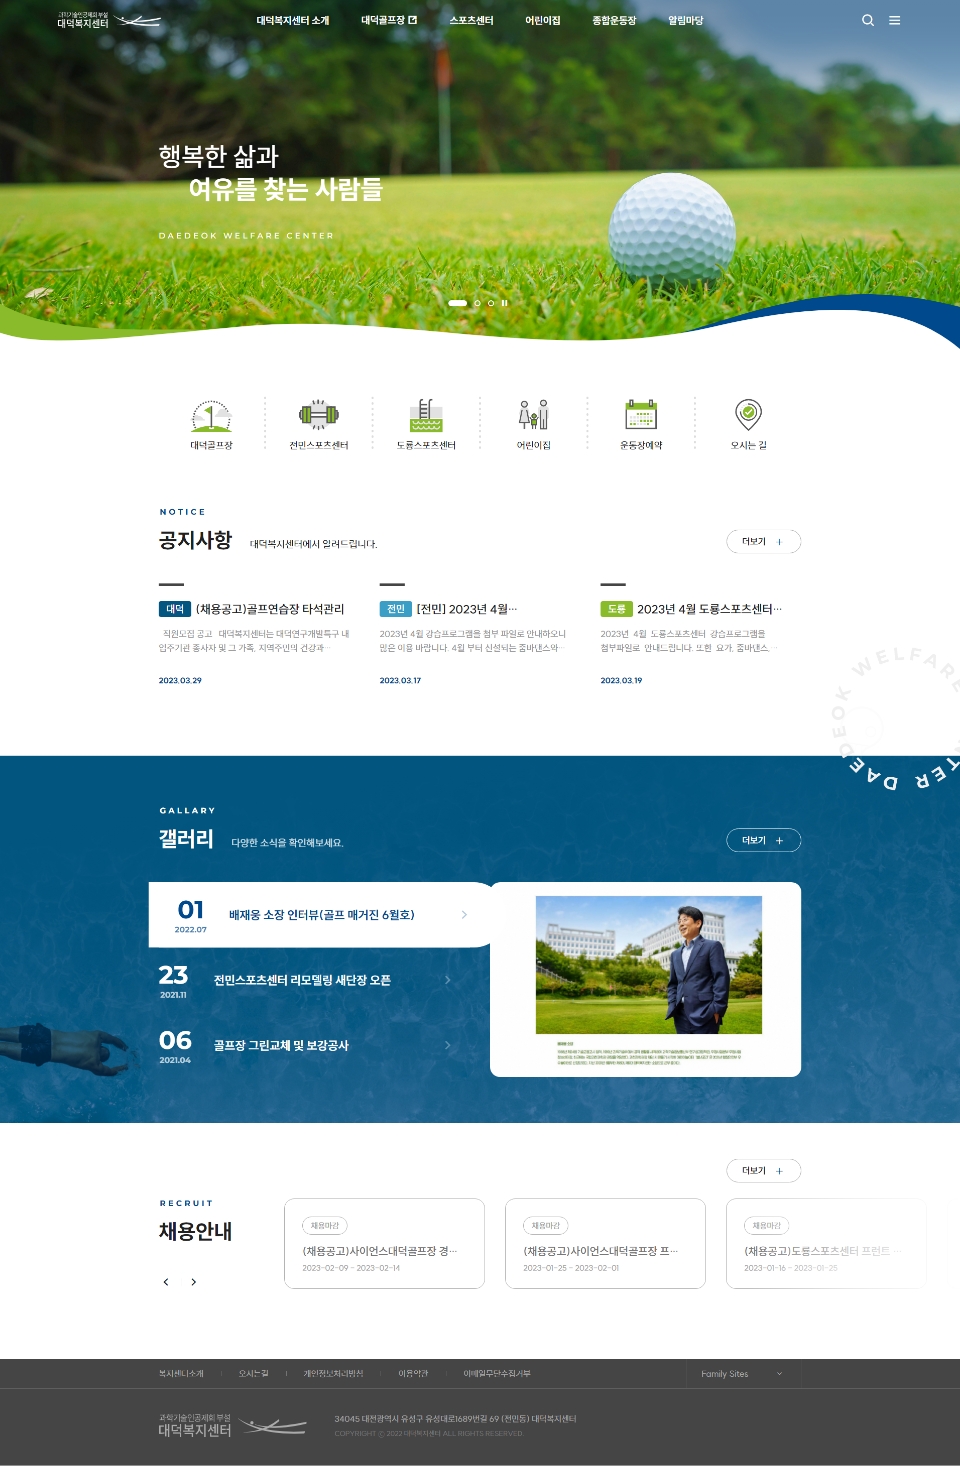 과학기술인공제회 부설
대덕복지센터
대덕복지센터 소개
대덕골프장
스포츠센터
어린이집
종합운동장
알림마당
행복한 삶과
여유를 찾는 사람들
DAEDEOK WELFARE CENTER
대덕골프장
전민스포츠센터
도룡스포츠센터
어린이집
운동장예약
오시는 길
NOTICE
공지사항
대덕복지센터에서 알려드립니다.
더보기 +
대덕 (채용공고)골프연습장 타석관리
직원모집 공고 대덕복지센터는 대덕연구개발특구 내
입주기관 종사자 및 그 가족, 지역주민의 건강과…
2023.03.29
전민 [전민] 2023년 4월…
2023년 4월 강습프로그램을 첨부 파일로 안내하오니
많은 이용 바랍니다. 4월 부터 신설되는 줌바댄스와…
2023.03.17
도룡 2023년 4월 도룡스포츠센터…
2023년 4월 도룡스포츠센터 강습프로그램을
첨부파일로 안내드립니다. 또한 요가, 줌바댄스,…
2023.03.19
DAEDEOK WELFARE
GALLARY
갤러리
다양한 소식을 확인해보세요.
더보기 +
01
2022.07
배재웅 소장 인터뷰(골프 매거진 6월호)
23
2021.11
전민스포츠센터 리모델링 새단장 오픈
06
2021.04
골프장 그린교체 및 보강공사
더보기 +
RECRUIT
채용안내
채용마감
(채용공고)사이언스대덕골프장 경…
2023-02-09 ~ 2023-02-14
채용마감
(채용공고)사이언스대덕골프장 프…
2023-01-25 ~ 2023-02-01
채용마감
(채용공고)도룡스포츠센터 프런트 …
2023-01-16 ~ 2023-01-25
복지센터소개
오시는길
개인정보처리방침
이용약관
이메일무단수집거부
Family Sites
과학기술인공제회 부설
대덕복지센터
34045 대전광역시 유성구 유성대로1689번길 69 (전민동) 대덕복지센터
COPYRIGHT ⓒ 2022 대덕복지센터 ALL RIGHTS RESERVED.